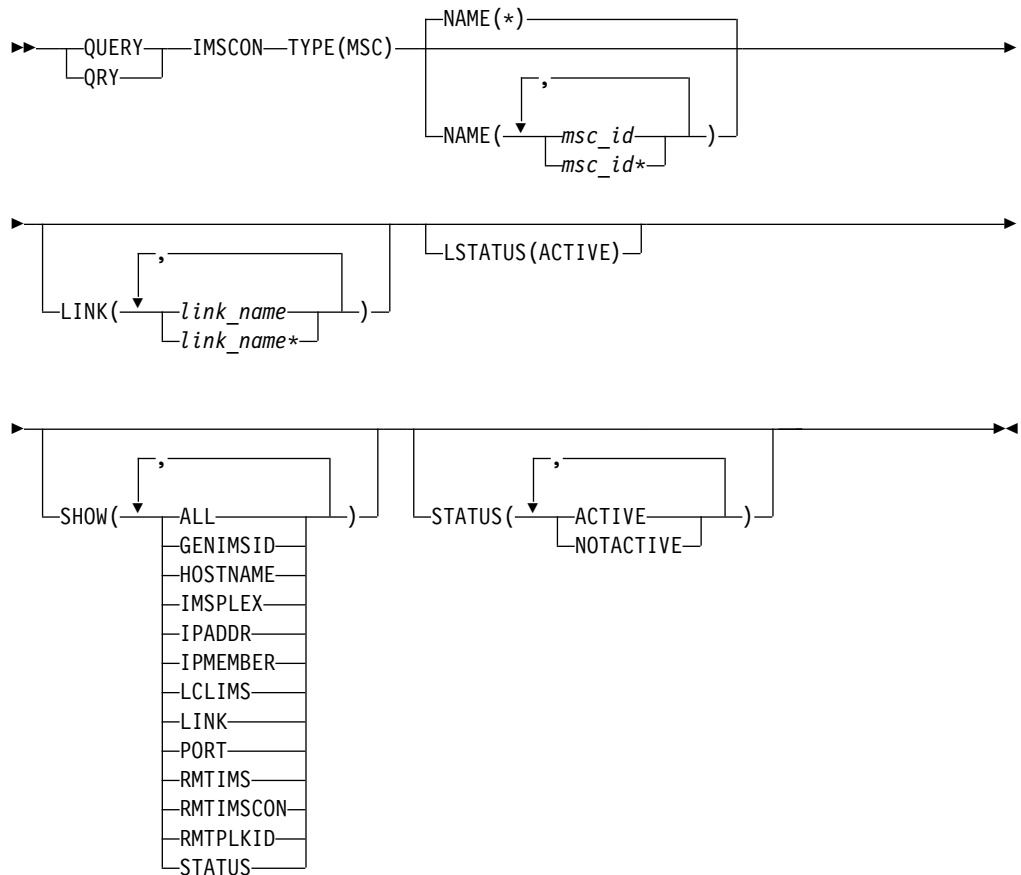 NAME(*)
QUERY IMSCON TYPE(MSC)
QRY
,
NAME( msc_id )
msc_id*
LSTATUS(ACTIVE)
,
LINK( link_name )
link_name*
, ,
SHOW( ALL ) STATUS( ACTIVE )
GENIMSID NOTACTIVE
HOSTNAME
IMSPLEX
IPADDR
IPMEMBER
LCLIMS
LINK
PORT
RMTIMS
RMTIMSCON
RMTPLKID
STATUS